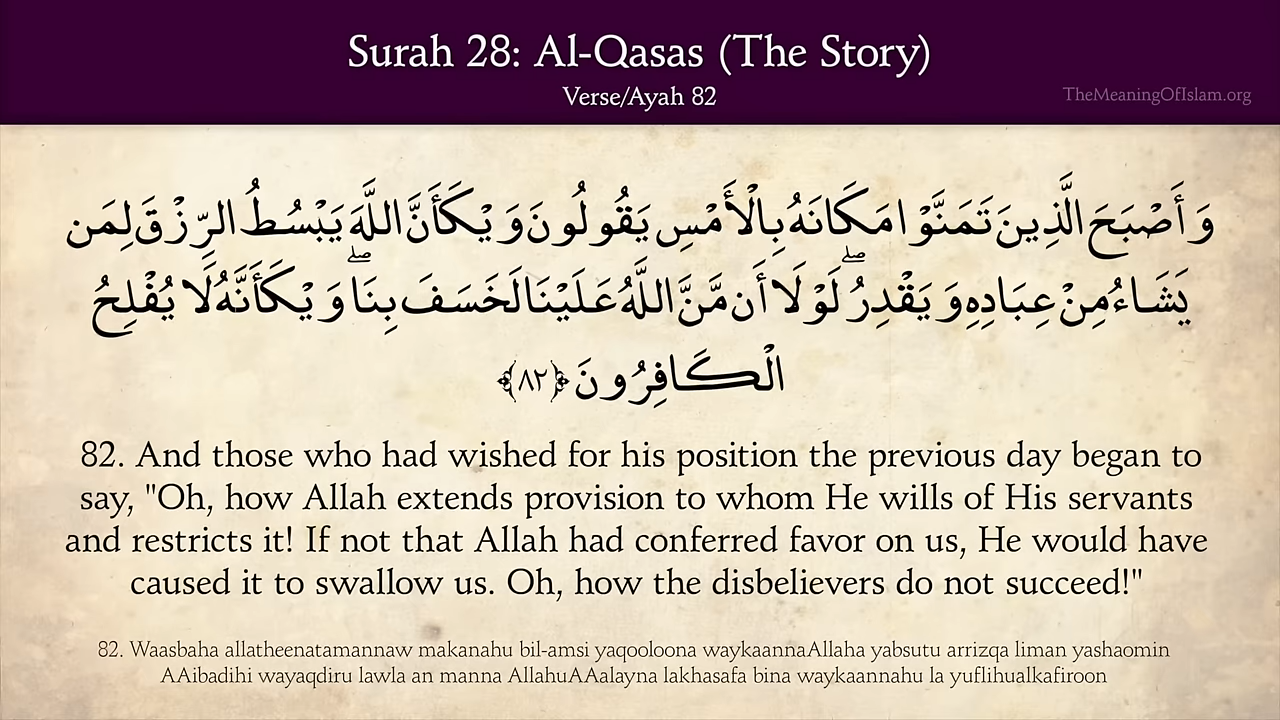 Surah 28: Al-Qasas (The Story)
Verse/Ayah 82
TheMeaningOfIslam.org
وَأَصْبَحَ الَّذِينَ تَمَنَّوْا مَكَانَهُ بِالْأَمْسِ يَقُولُونَ وَيْكَأَنَّ اللَّهَ يَبْسُطُ الرِّزْقَ لِمَن
يَشَاءُ مِنْ عِبَادِهِ وَيَقْدِرُ ۖ لَوْلَا أَن مَّنَّ اللَّهُ عَلَيْنَا لَخَسَفَ بِنَا ۖ وَيْكَأَنَّهُ لَا يُفْلِحُ
الْكَافِرُونَ ﴿٨٢﴾
82. And those who had wished for his position the previous day began to
say, "Oh, how Allah extends provision to whom He wills of His servants
and restricts it! If not that Allah had conferred favor on us, He would have
caused it to swallow us. Oh, how the disbelievers do not succeed!"
82. Waasbaha allatheenatamannaw makanahu bil-amsi yaqooloona waykaannaAllaha yabsutu arrizqa liman yashaomin
AAibadihi wayaqdiru lawla an manna AllahuAAalayna lakhasafa bina waykaannahu la yuflihualkafiroon